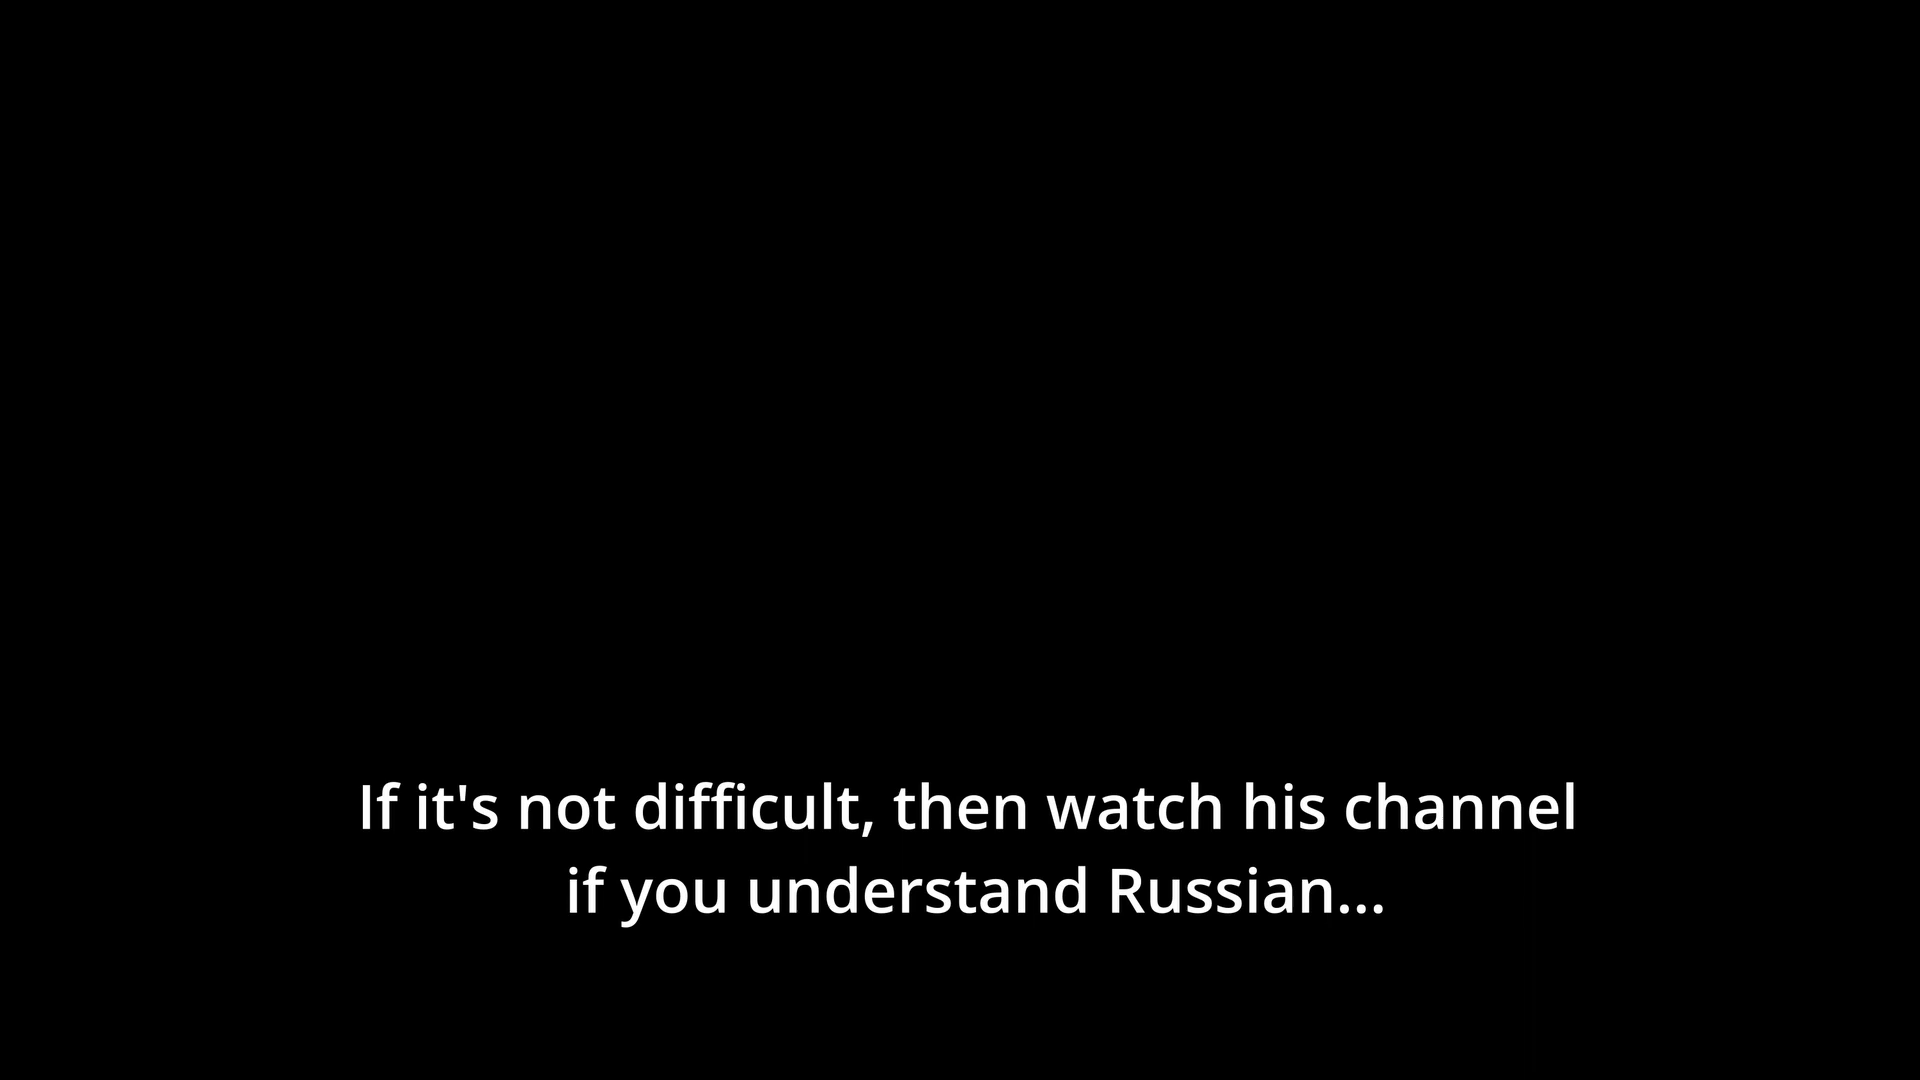 If it's not difficult, then watch his channel
if you understand Russian...